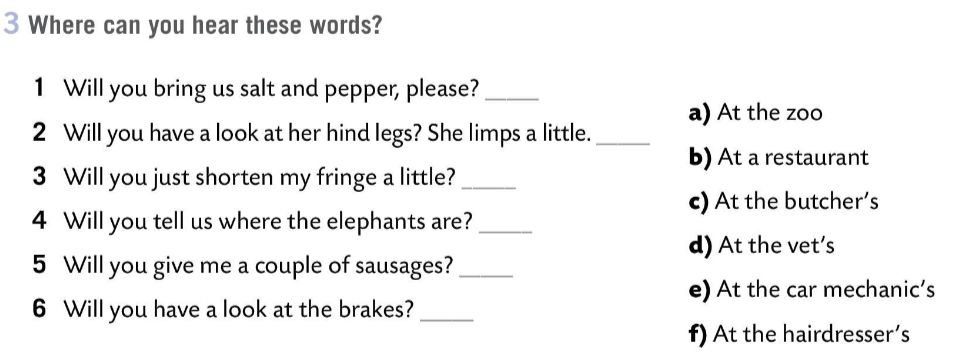 3 Where can you hear these words?
1 Will you bring us salt and pepper, please? ____
2 Will you have a look at her hind legs? She limps a little. ____
3 Will you just shorten my fringe a little? ____
4 Will you tell us where the elephants are? ____
5 Will you give me a couple of sausages? ____
6 Will you have a look at the brakes? ____
a) At the zoo
b) At a restaurant
c) At the butcher's
d) At the vet's
e) At the car mechanic's
f) At the hairdresser's